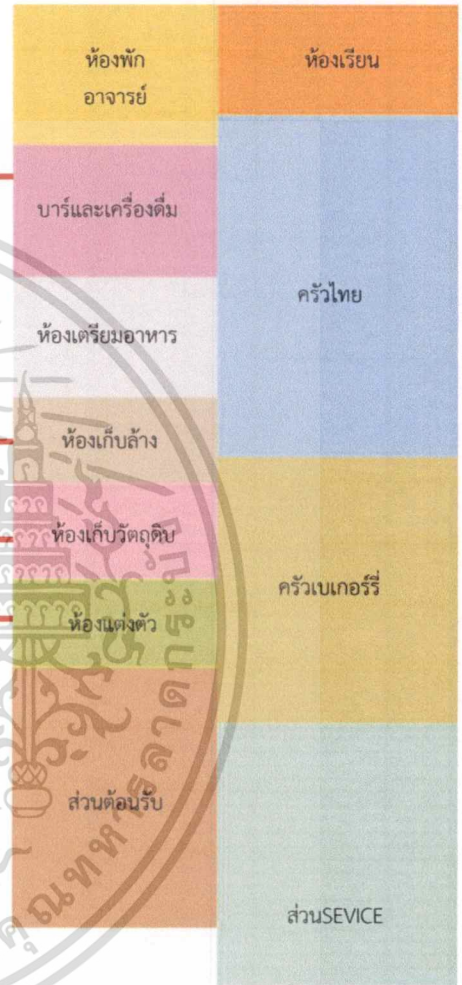 ห้องพัก
อาจารย์
ห้องเรียน
บาร์และเครื่องดื่ม
ครัวไทย
ห้องเตรียมอาหาร
ห้องเก็บล้าง
ห้องเก็บวัตถุดิบ
ครัวเบเกอร์รี่
ห้องแต่งตัว
ส่วนต้อนรับ
ส่วนSEVICE